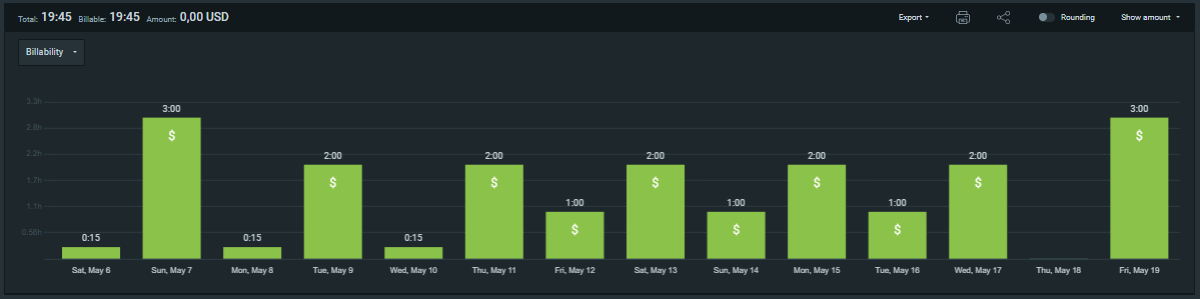 Total: 19:45 Billable: 19:45 Amount: 0,00 USD Export Rounding Show amount
Billability
3.3h
2.8h
2.2h
1.7h
1.1h
0.56h
0:15 3:00 0:15 2:00 0:15 2:00 1:00 2:00 1:00 2:00 1:00 2:00 3:00
$ $ $ $ $ $ $ $ $ $
Sat, May 6 Sun, May 7 Mon, May 8 Tue, May 9 Wed, May 10 Thu, May 11 Fri, May 12 Sat, May 13 Sun, May 14 Mon, May 15 Tue, May 16 Wed, May 17 Thu, May 18 Fri, May 19